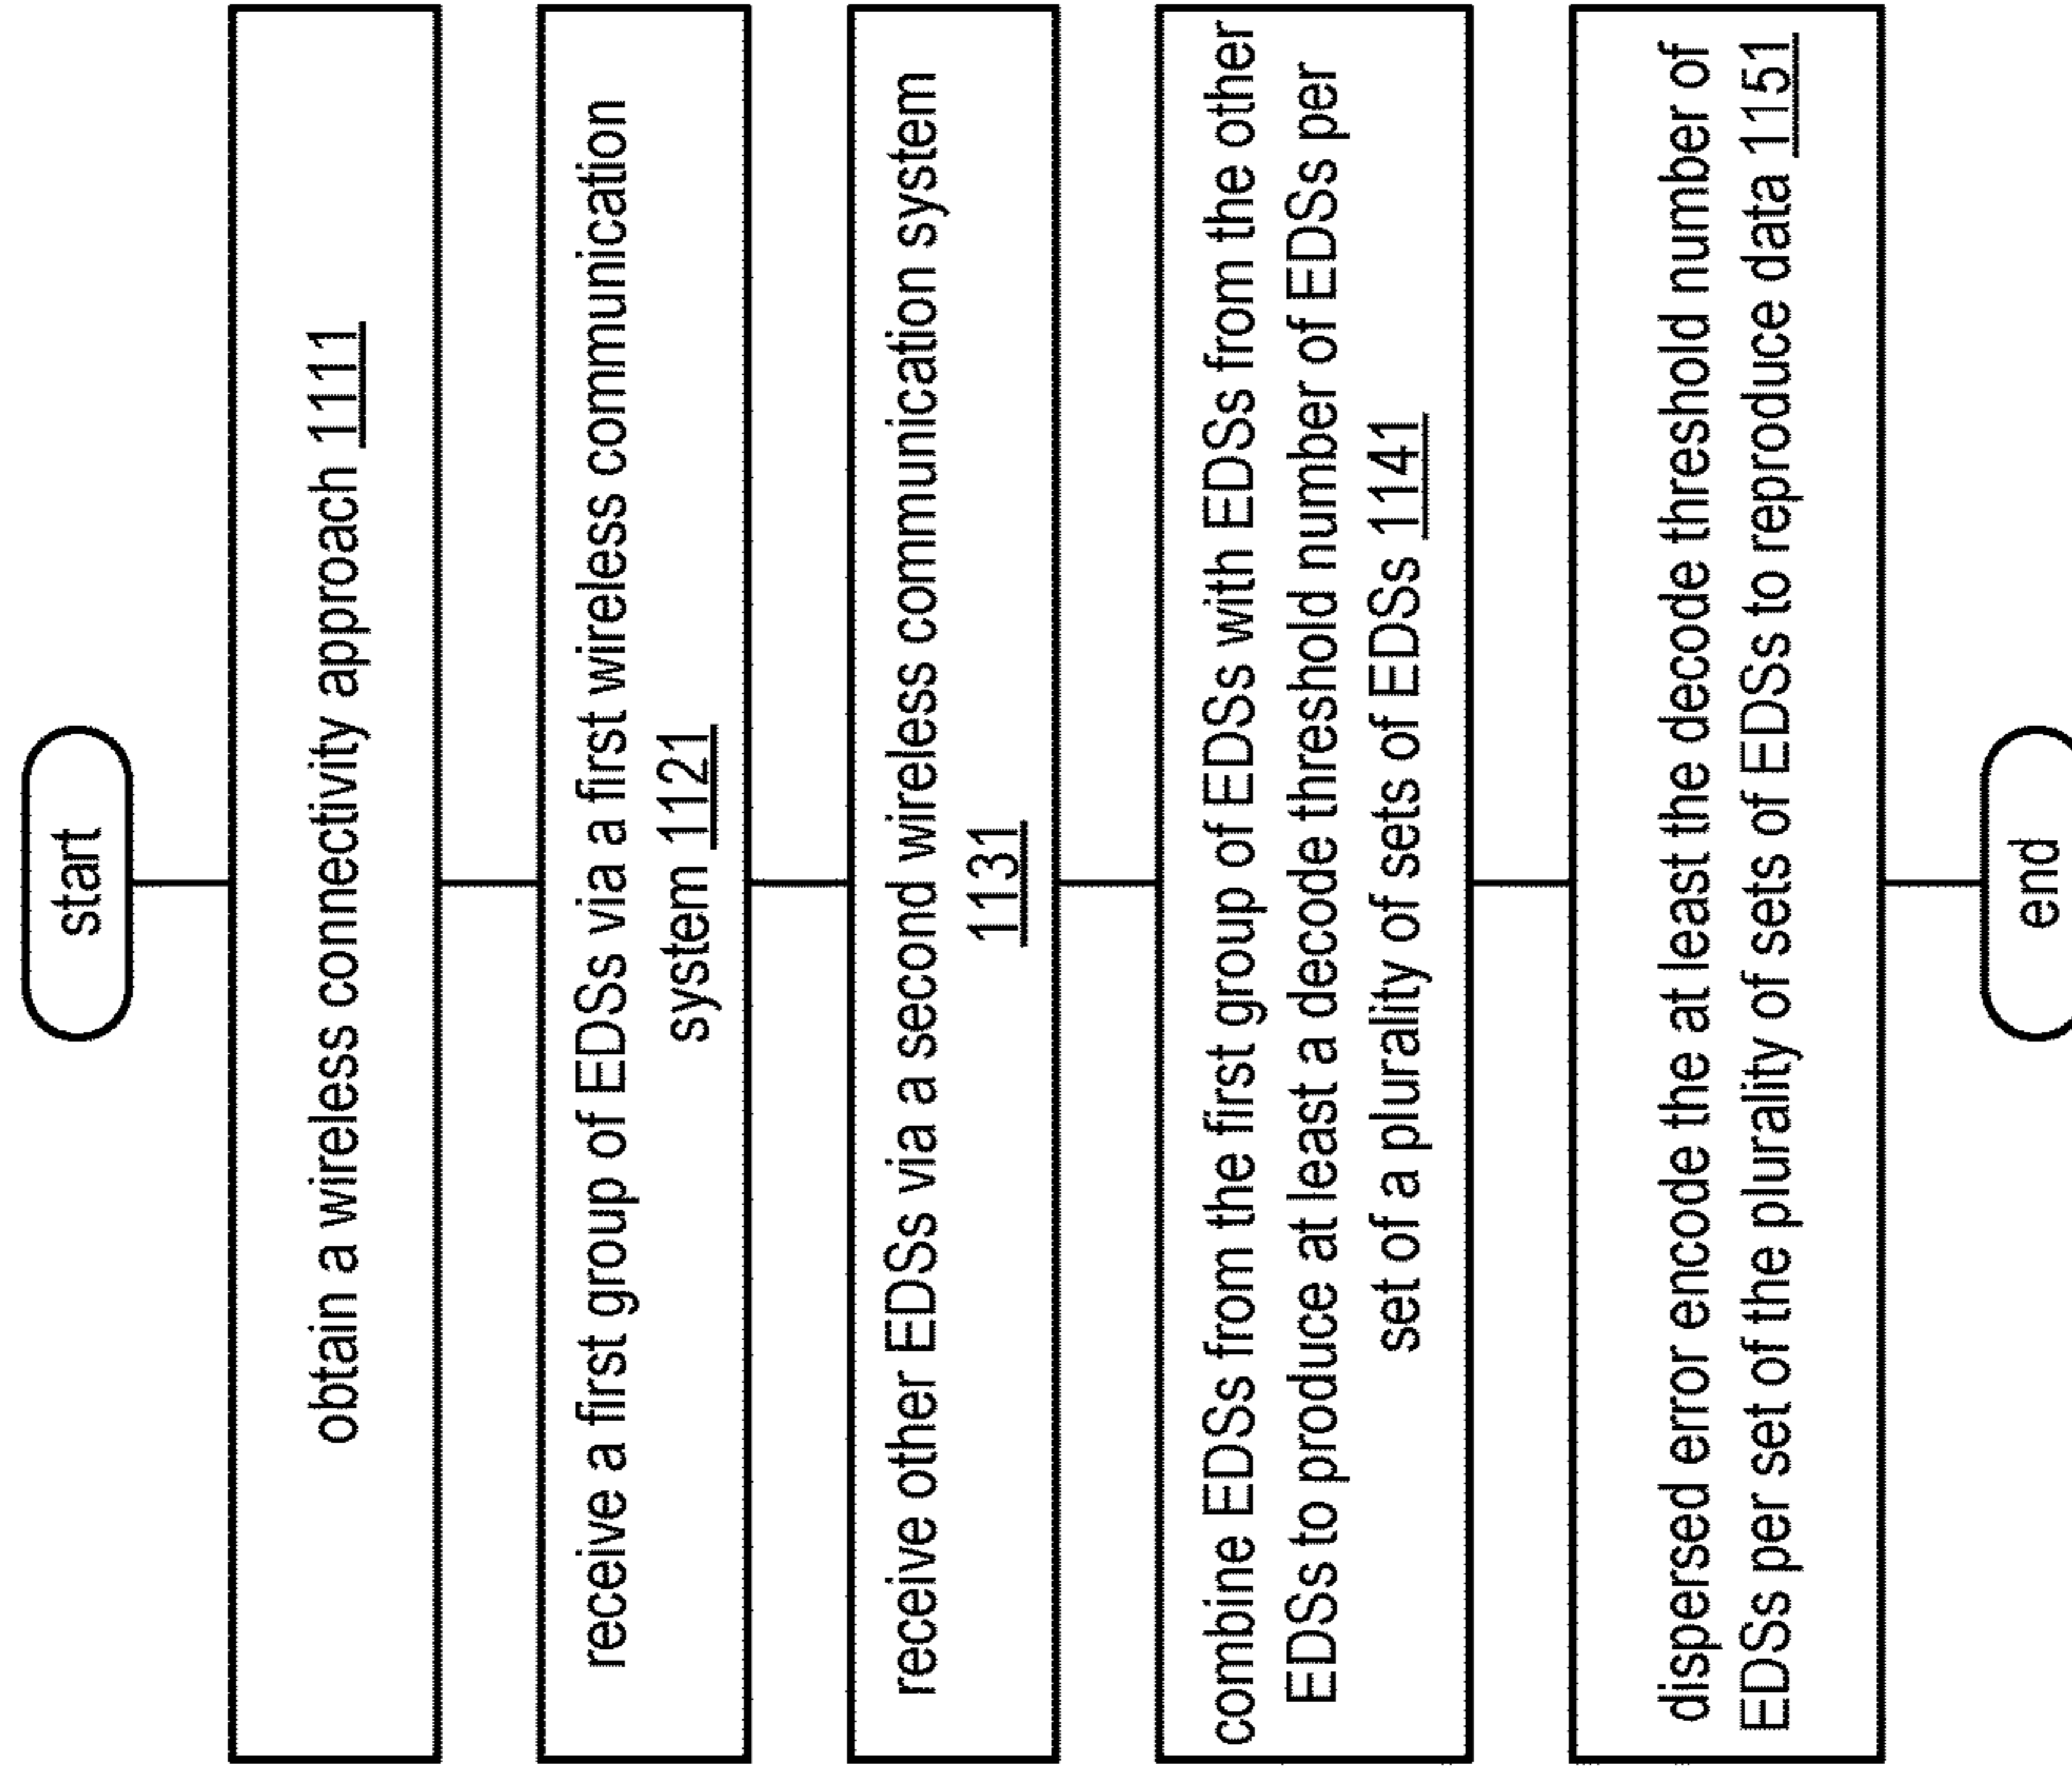 start
obtain a wireless connectivity approach 1111
receive a first group of EDSs via a first wireless communication
system 1121
receive other EDSs via a second wireless communication system
1131
combine EDSs from the first group of EDSs with EDSs from the other
EDSs to produce at least a decode threshold number of EDSs per
set of a plurality of sets of EDSs 1141
dispersed error encode the at least the decode threshold number of
EDSs per set of the plurality of sets of EDSs to reproduce data 1151
end